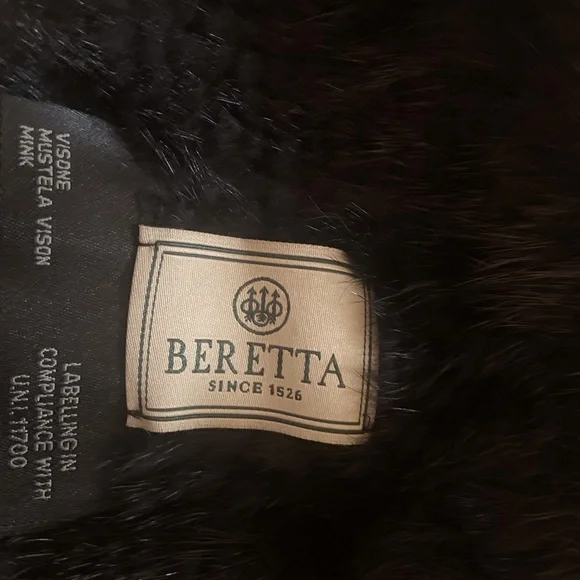 VISONE
MUSTELA VISON
MINK
LABELLING IN
COMPLIANCE WITH
UNI. 11700
BERETTA
SINCE 1526